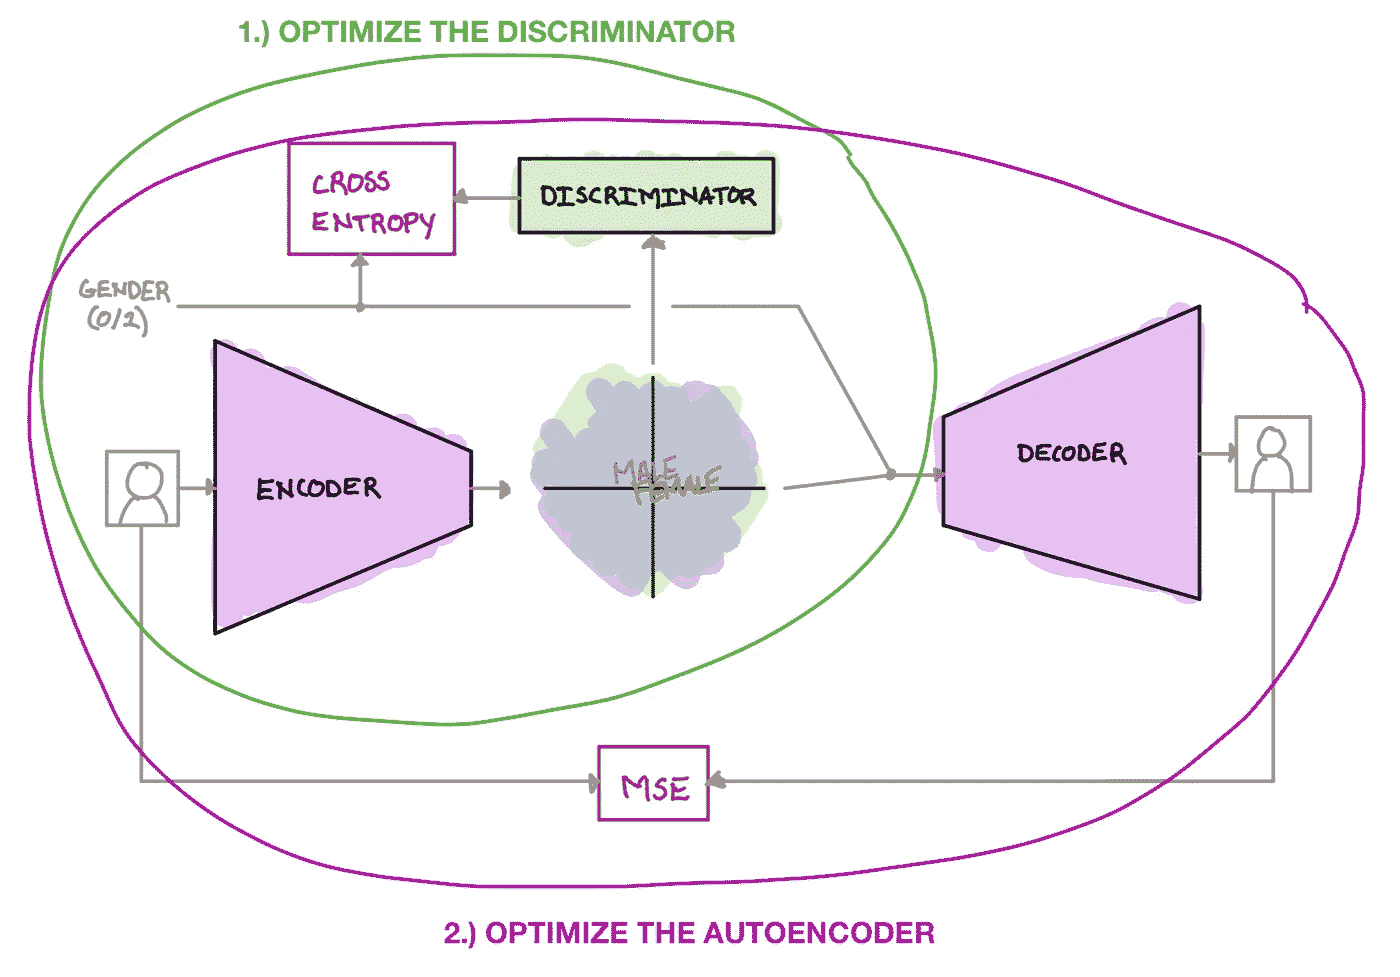 1.) OPTIMIZE THE DISCRIMINATOR
CROSS
ENTROPY
DISCRIMINATOR
GENDER
(0/1)
MALE
FEMALE
ENCODER
DECODER
MSE
2.) OPTIMIZE THE AUTOENCODER